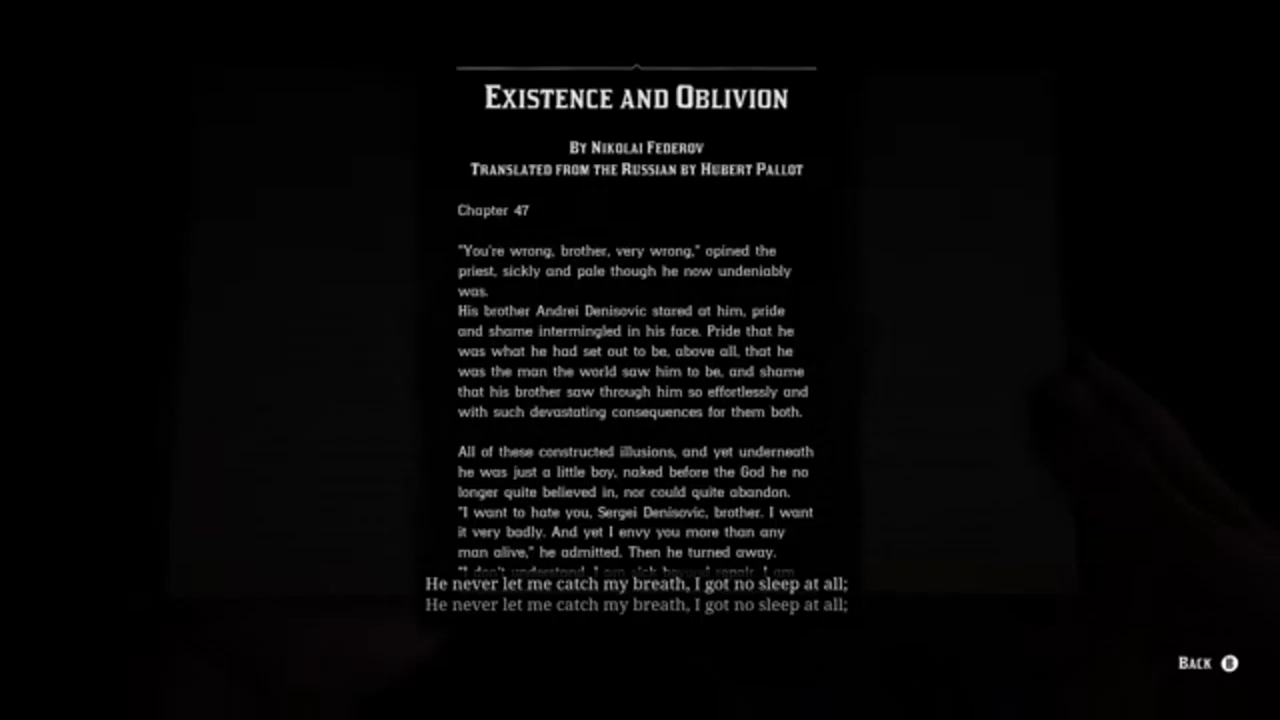 EXISTENCE AND OBLIVION
BY NIKOLAI FEDEROV
TRANSLATED FROM THE RUSSIAN BY HUBERT PALLOT
Chapter 47
"You're wrong, brother, very wrong," opined the
priest, sickly and pale though he now undeniably
was.
His brother Andrei Denisovic stared at him, pride
and shame intermingled in his face. Pride that he
was what he had set out to be, above all, that he
was the man the world saw him to be, and shame
that his brother saw through him so effortlessly and
with such devastating consequences for them both.
All of these constructed illusions, and yet underneath
he was just a little boy, naked before the God he no
longer quite believed in, nor could quite abandon.
"I want to hate you, Sergei Denisovic, brother. I want
it very badly. And yet I envy you more than any
man alive," he admitted. Then he turned away.
"I don't understand. I am sick beyond repair. I am
He never let me catch my breath, I got no sleep at all;
He never let me catch my breath, I got no sleep at all;
BACK B